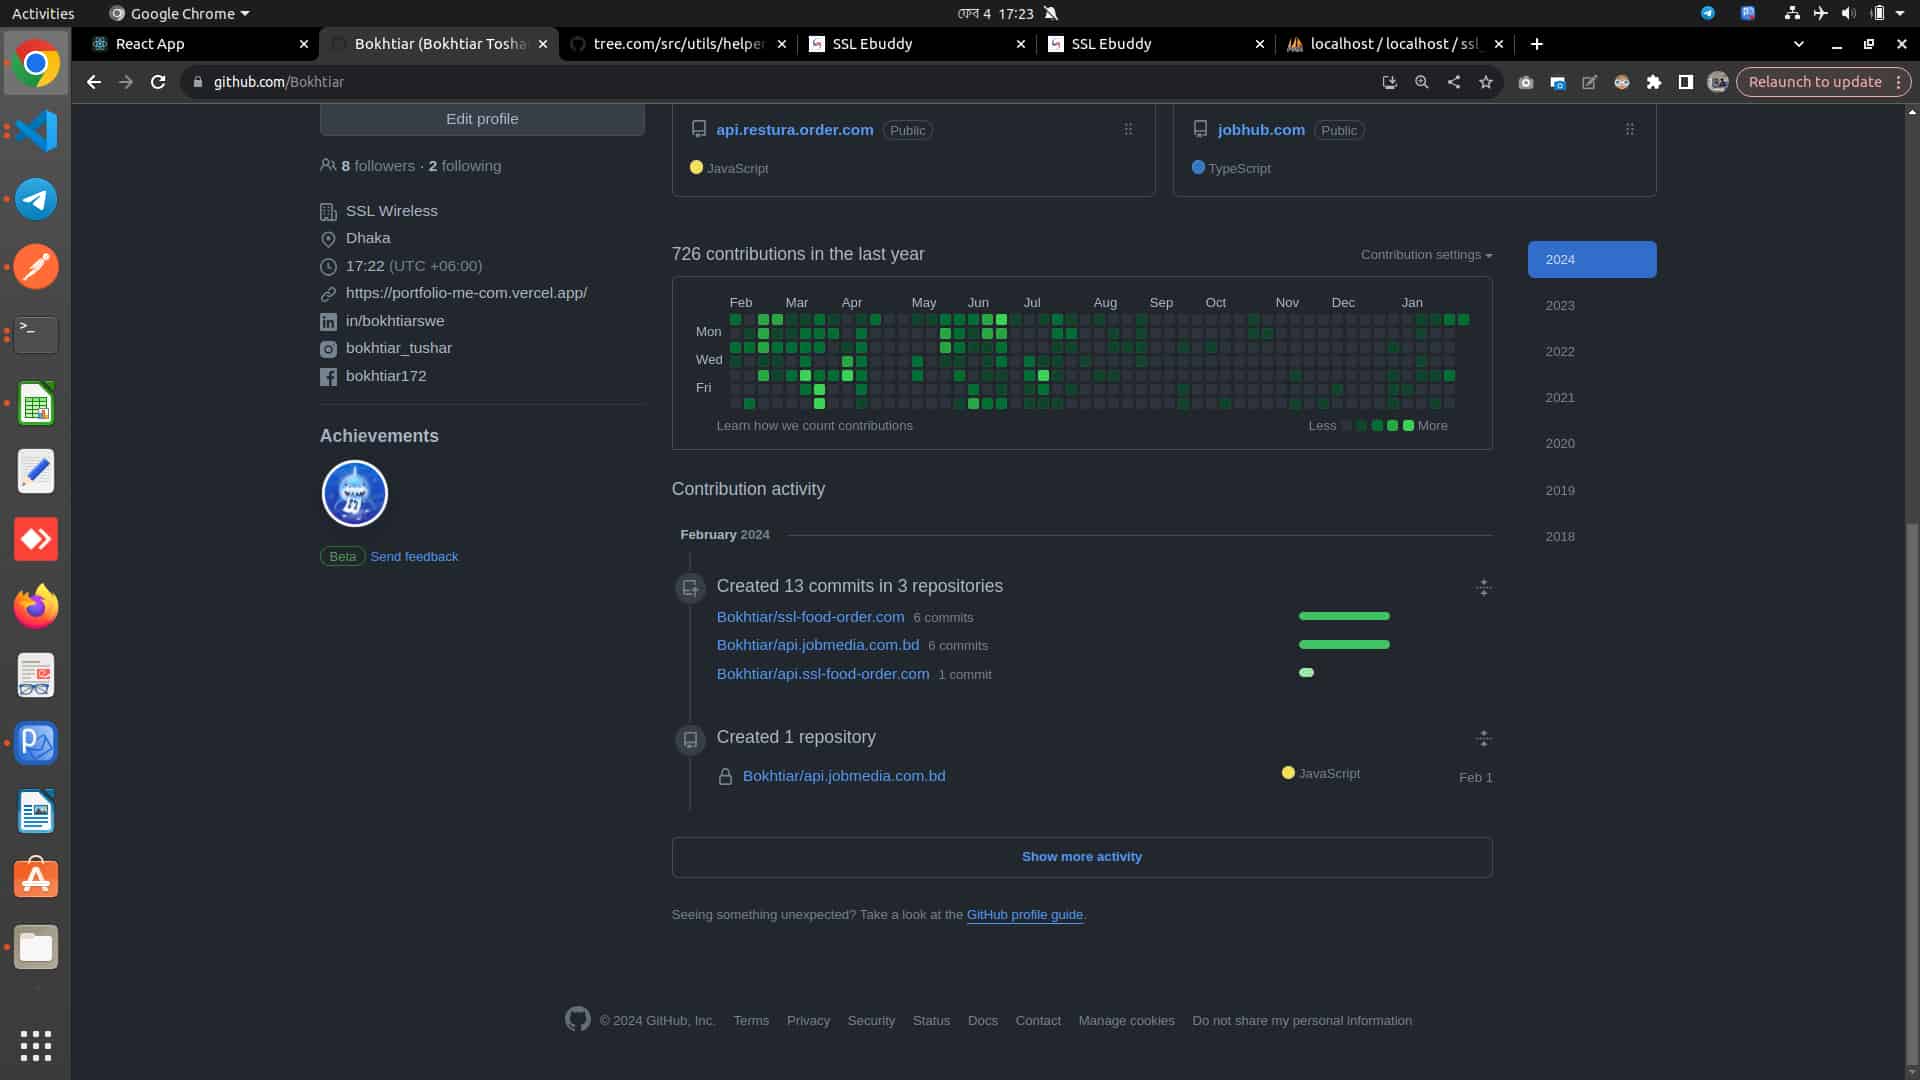 Activities
Google Chrome
ফেব 4 17:23
React App
Bokhtiar (Bokhtiar Tosha
tree.com/src/utils/helper
SSL Ebuddy
SSL Ebuddy
localhost / localhost / ssl_
github.com/Bokhtiar
Relaunch to update
Edit profile
8 followers · 2 following
SSL Wireless
Dhaka
17:22 (UTC +06:00)
https://portfolio-me-com.vercel.app/
in/bokhtiarswe
bokhtiar_tushar
bokhtiar172
Achievements
Beta Send feedback
api.restura.order.com Public
JavaScript
jobhub.com Public
TypeScript
726 contributions in the last year
Contribution settings
Feb Mar Apr May Jun Jul Aug Sep Oct Nov Dec Jan
Mon
Wed
Fri
Learn how we count contributions
Less More
2024
2023
2022
2021
2020
2019
2018
Contribution activity
February 2024
Created 13 commits in 3 repositories
Bokhtiar/ssl-food-order.com 6 commits
Bokhtiar/api.jobmedia.com.bd 6 commits
Bokhtiar/api.ssl-food-order.com 1 commit
Created 1 repository
Bokhtiar/api.jobmedia.com.bd JavaScript Feb 1
Show more activity
Seeing something unexpected? Take a look at the GitHub profile guide.
© 2024 GitHub, Inc. Terms Privacy Security Status Docs Contact Manage cookies Do not share my personal information